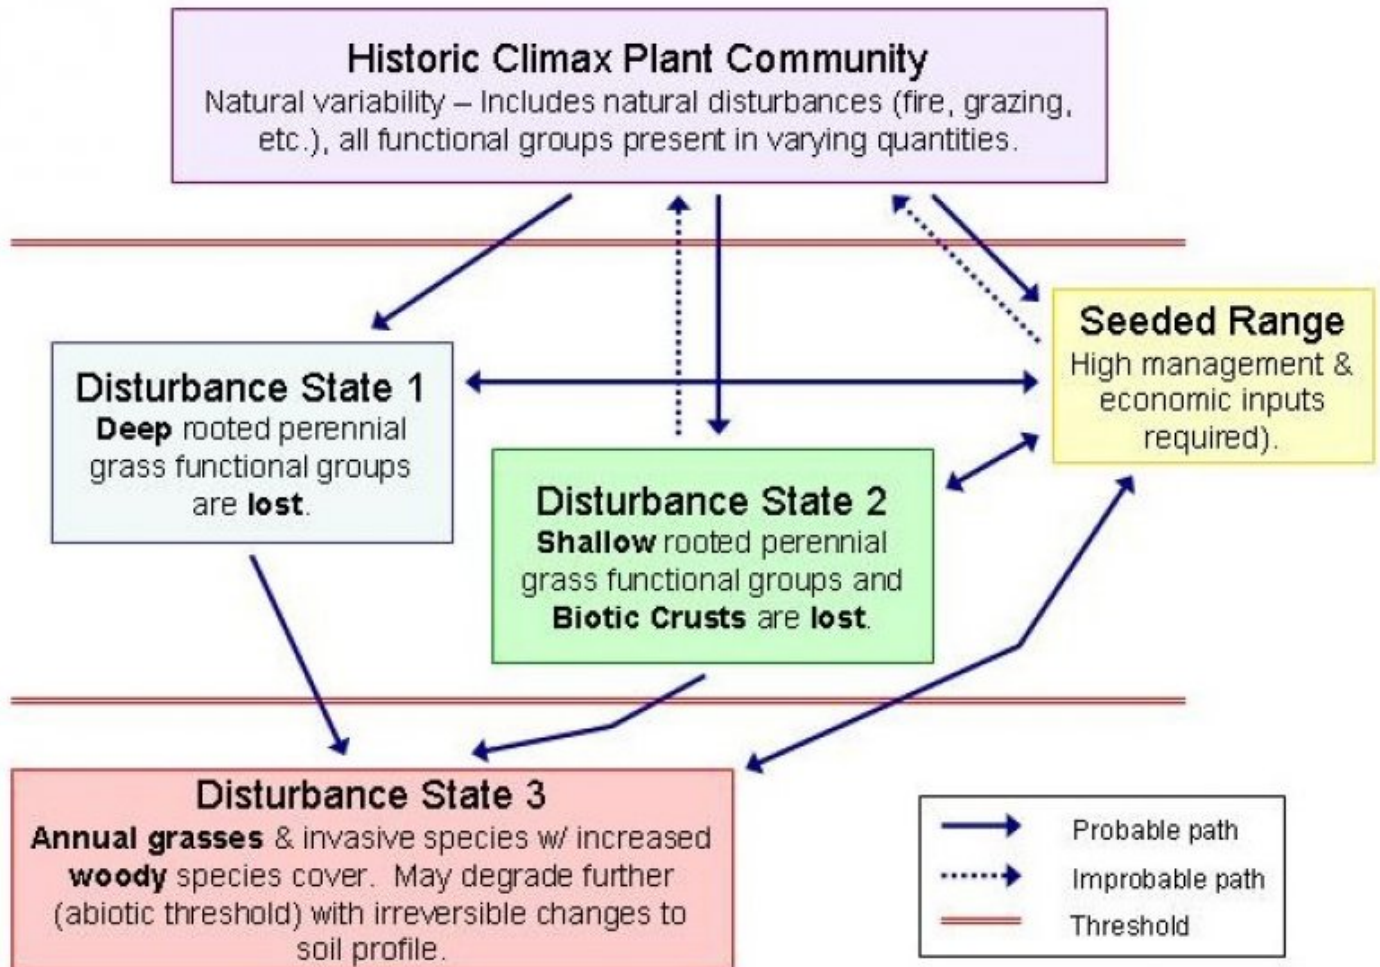 Historic Climax Plant Community
Natural variability – Includes natural disturbances (fire, grazing,
etc.), all functional groups present in varying quantities.
Seeded Range
High management &
economic inputs
required).
Disturbance State 1
Deep rooted perennial
grass functional groups
are lost.
Disturbance State 2
Shallow rooted perennial
grass functional groups and
Biotic Crusts are lost.
Disturbance State 3
Annual grasses & invasive species w/ increased
woody species cover. May degrade further
(abiotic threshold) with irreversible changes to
soil profile.
Probable path
Improbable path
Threshold